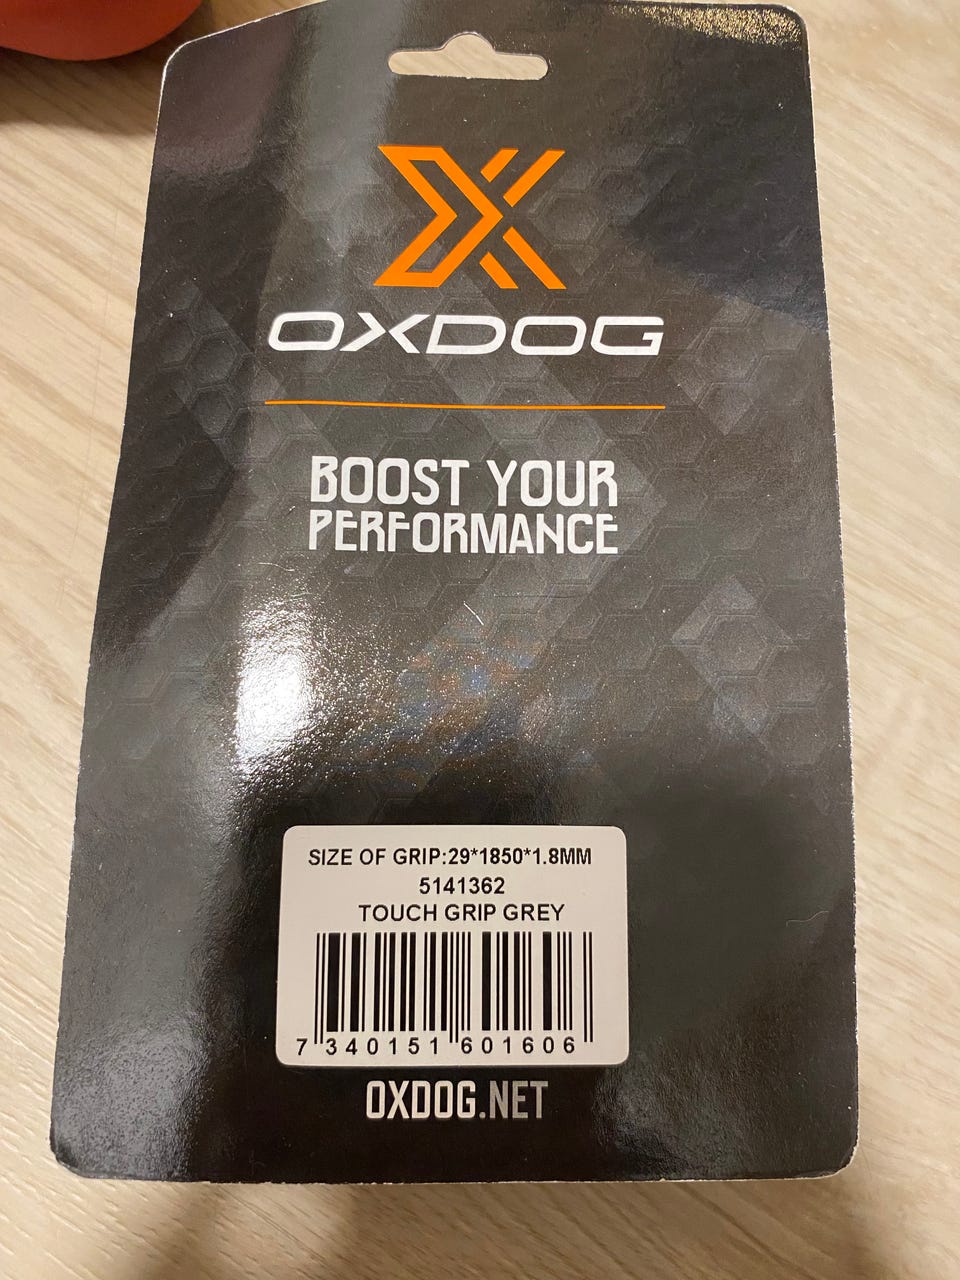 OXDOG
BOOST YOUR
PERFORMANCE
SIZE OF GRIP:29*1850*1.8MM
5141362
TOUCH GRIP GREY
7 340151 601606
OXDOG.NET